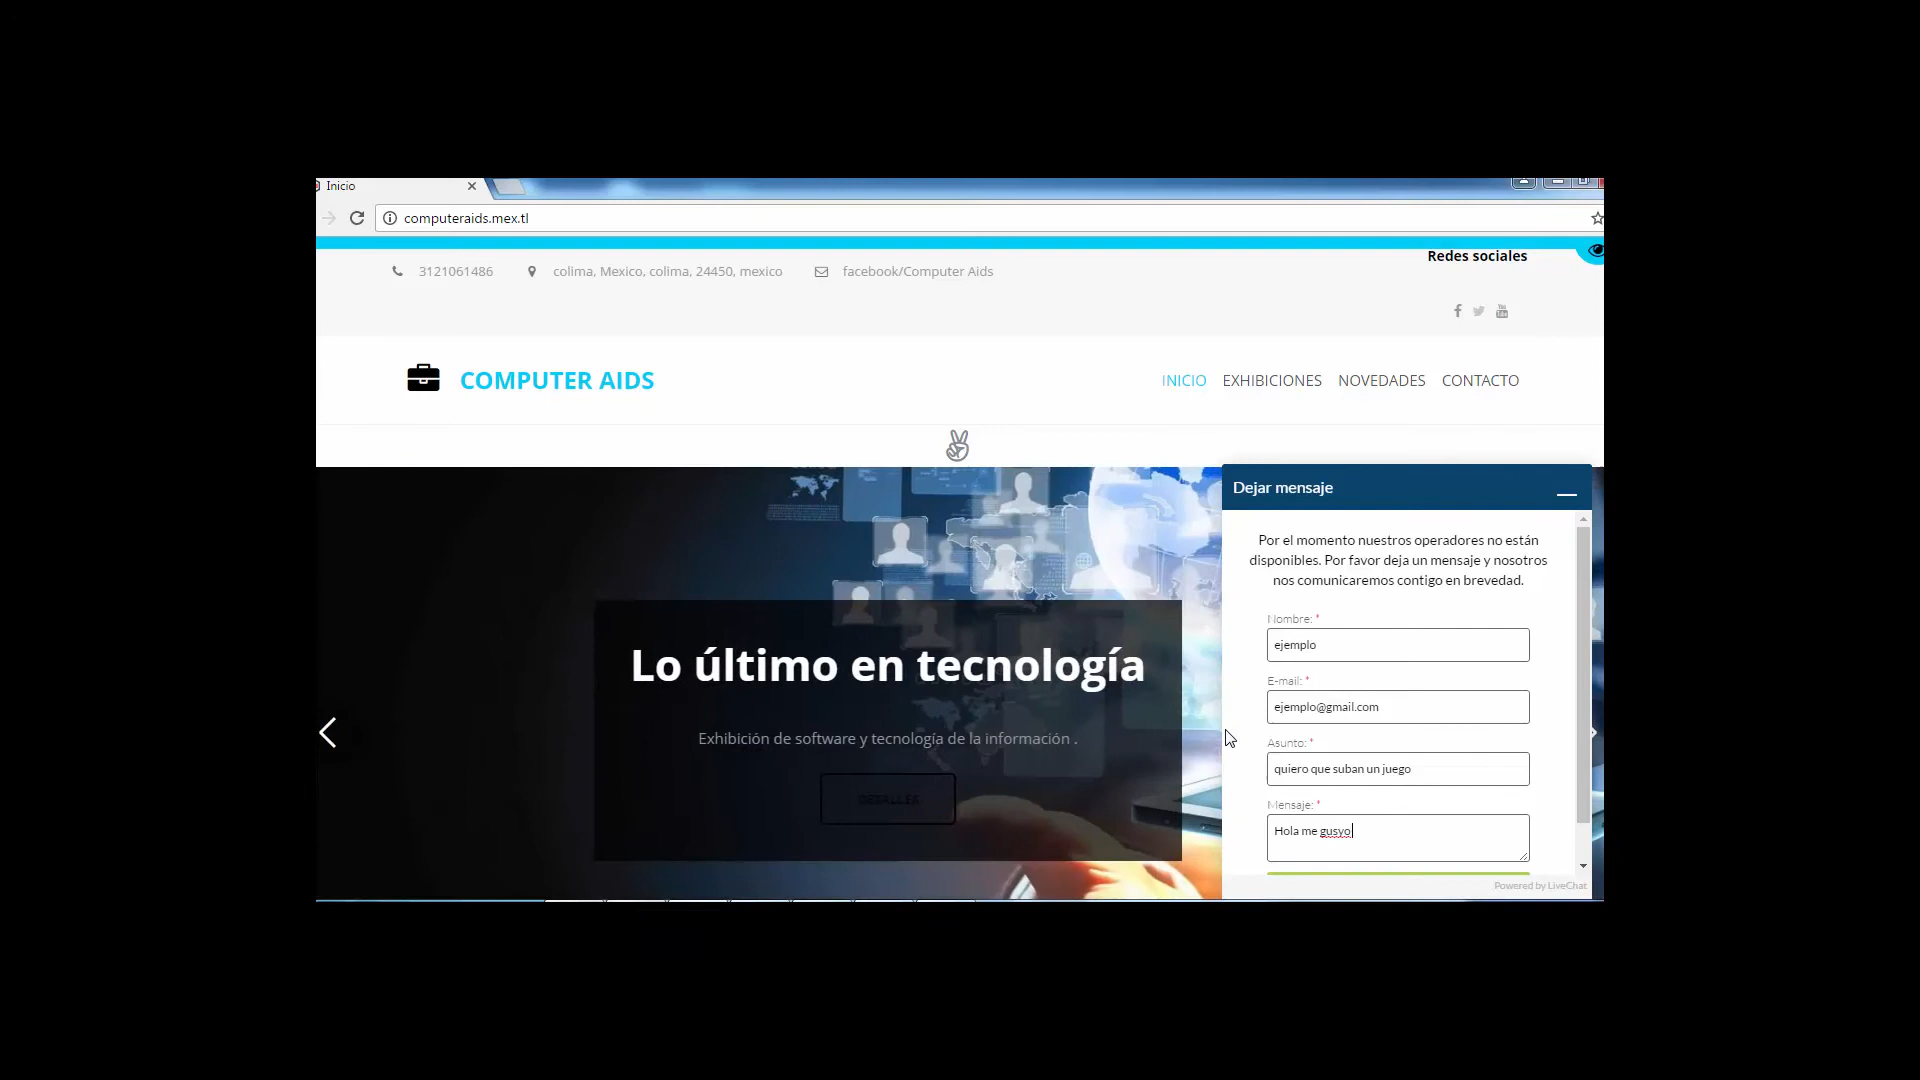 Inicio
computeraids.mex.tl
Redes sociales
3121061486
colima, Mexico, colima, 24450, mexico
facebook/Computer Aids
COMPUTER AIDS
INICIO
EXHIBICIONES
NOVEDADES
CONTACTO
Lo último en tecnología
Exhibición de software y tecnología de la información .
DETALLES
Dejar mensaje
Por el momento nuestros operadores no están
disponibles. Por favor deja un mensaje y nosotros
nos comunicaremos contigo en brevedad.
Nombre: *
ejemplo
E-mail: *
ejemplo@gmail.com
Asunto: *
quiero que suban un juego
Mensaje: *
Hola me gusyo
Powered by LiveChat